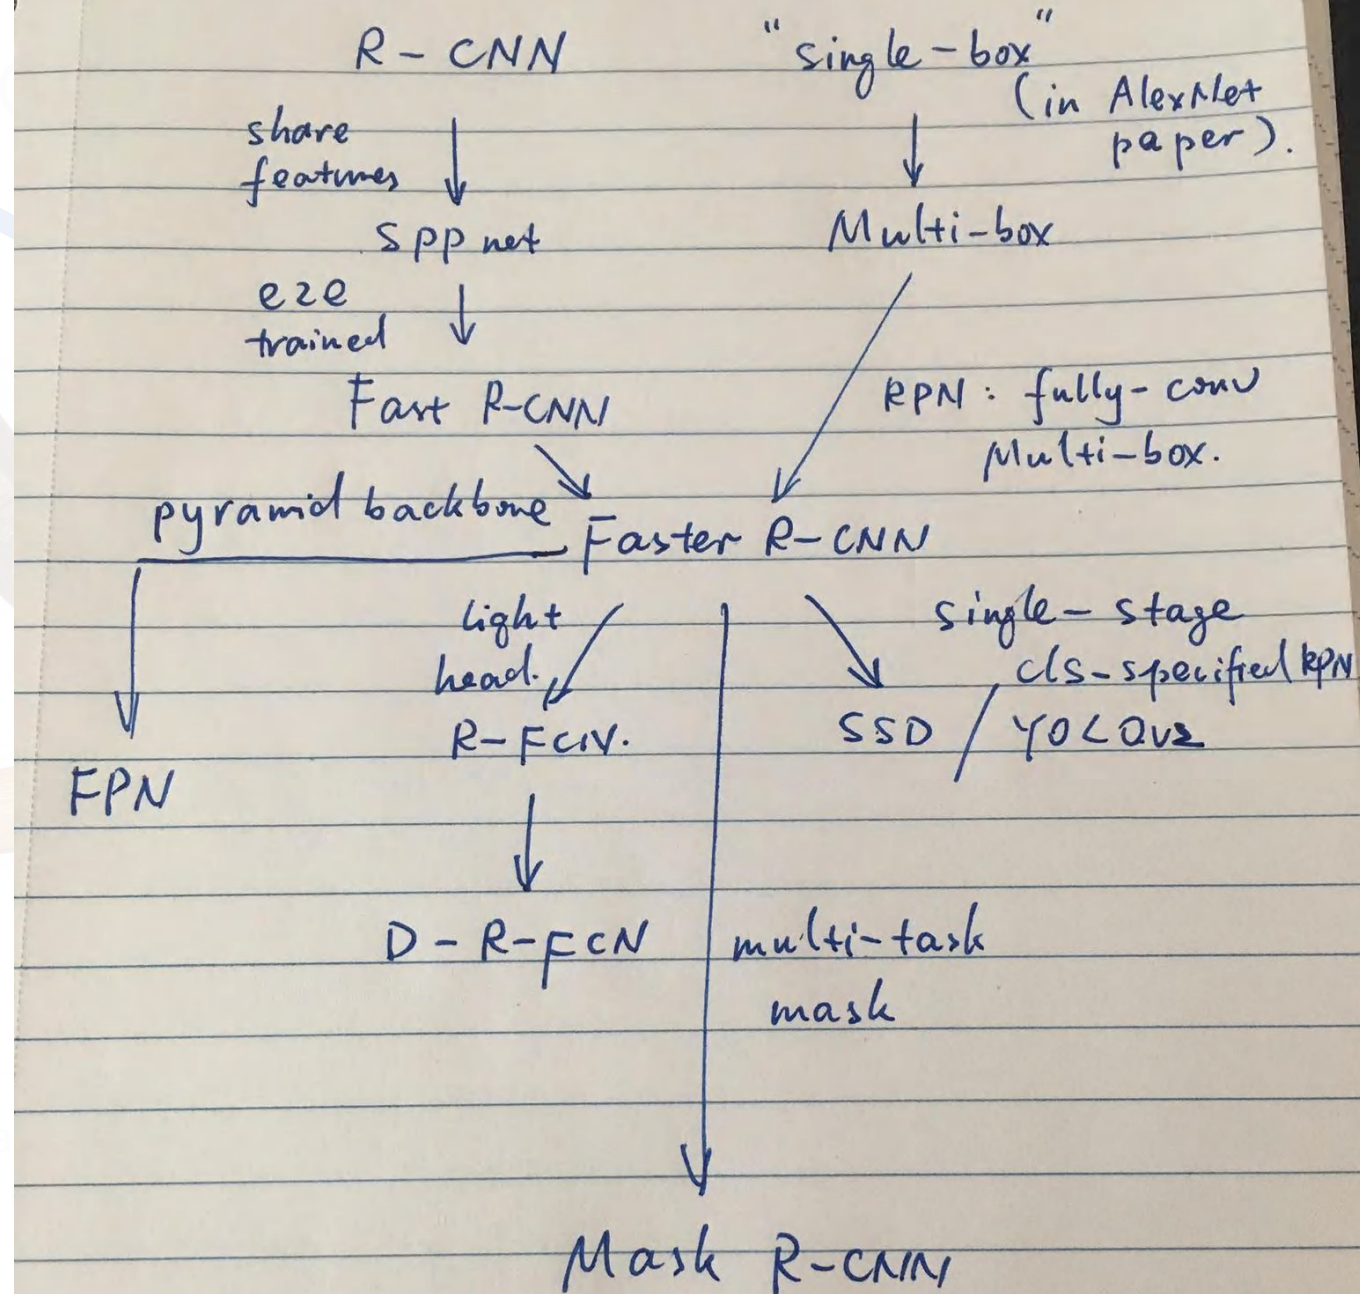 R-CNN
"single-box"
(in AlexNet
paper).
share
features
SPP net
Multi-box
e2e
trained
Fast R-CNN
RPN: fully-conv
Multi-box.
pyramid backbone
Faster R-CNN
light
head.
single-stage
cls-specified RPN
R-FCN.
SSD / YOLOv2
FPN
D-R-FCN
multi-task
mask
Mask R-CNN